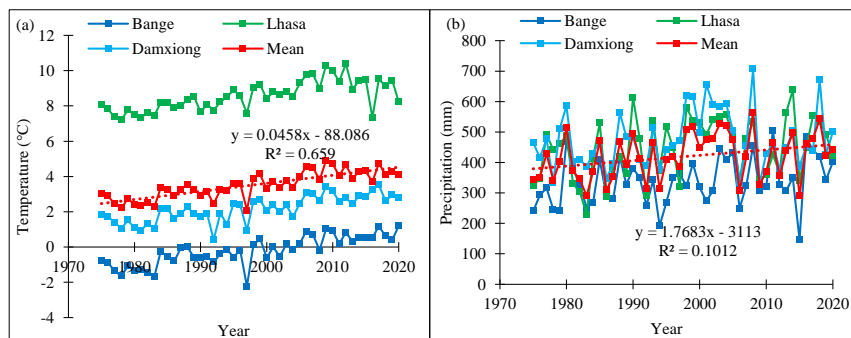 (a)
Bange
Lhasa
Damxiong
Mean
12
10
8
6
4
2
0
-2
-4
Temperature (℃)
y = 0.0458x - 88.086
R² = 0.659
1970
1980
1990
2000
2010
2020
Year
(b)
Bange
Lhasa
Damxiong
Mean
800
700
600
500
400
300
200
100
0
Precipitation (mm)
y = 1.7683x - 3113
R² = 0.1012
1970
1980
1990
2000
2010
2020
Year